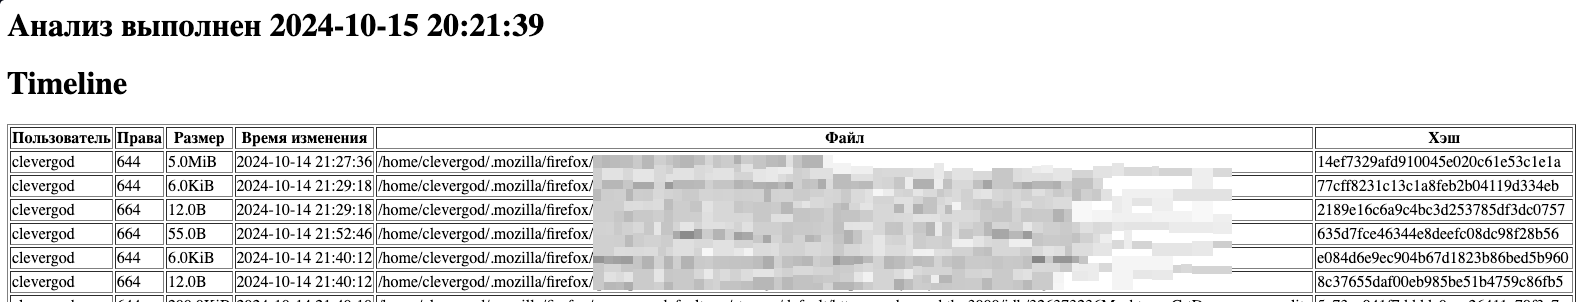 Анализ выполнен 2024-10-15 20:21:39
Timeline
Пользователь Права Размер Время изменения Файл Хэш
clevergod 644 5.0MiB 2024-10-14 21:27:36 /home/clevergod/.mozilla/firefox/ 14ef7329afd910045e020c61e53c1e1a
clevergod 644 6.0KiB 2024-10-14 21:29:18 /home/clevergod/.mozilla/firefox/ 77cff8231c13c1a8feb2b04119d334eb
clevergod 664 12.0B 2024-10-14 21:29:18 /home/clevergod/.mozilla/firefox/ 2189e16c6a9c4bc3d253785df3dc0757
clevergod 664 55.0B 2024-10-14 21:52:46 /home/clevergod/.mozilla/firefox/ 635d7fce46344e8deefc08dc98f28b56
clevergod 644 6.0KiB 2024-10-14 21:40:12 /home/clevergod/.mozilla/firefox/ e084d6e9ec904b67d1823b86bed5b960
clevergod 664 12.0B 2024-10-14 21:40:12 /home/clevergod/.mozilla/firefox/ 8c37655daf00eb985be51b4759c86fb5